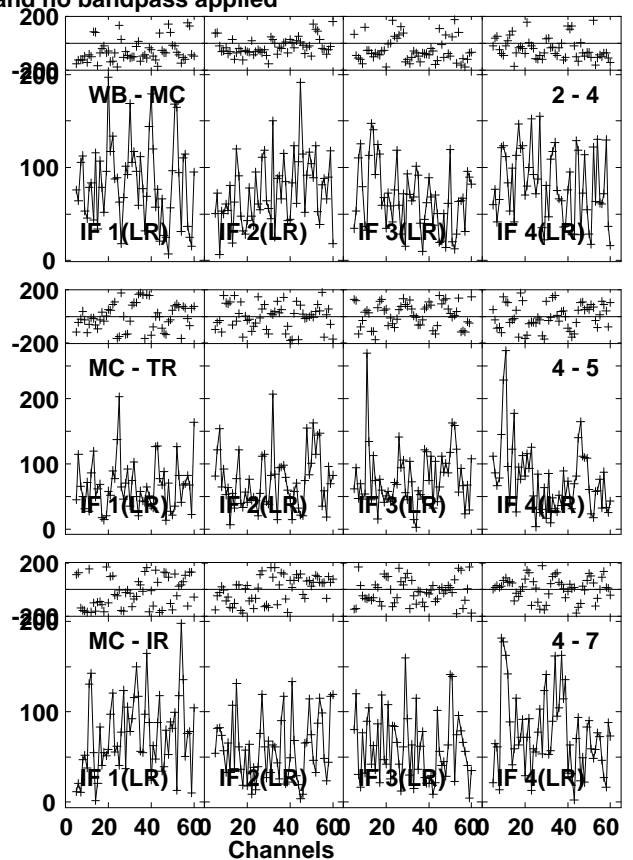 and no bandpass applied
200
-200
200
WB - MC
2 - 4
100
0
IF 1(LR)
IF 2(LR)
IF 3(LR)
IF 4(LR)
200
-200
MC - TR
4 - 5
200
100
0
IF 1(LR)
IF 2(LR)
IF 3(LR)
IF 4(LR)
200
-200
200
MC - IR
4 - 7
100
0
IF 1(LR)
IF 2(LR)
IF 3(LR)
IF 4(LR)
0 20 40 60 0 20 40 60 0 20 40 60 0 20 40 60
Channels